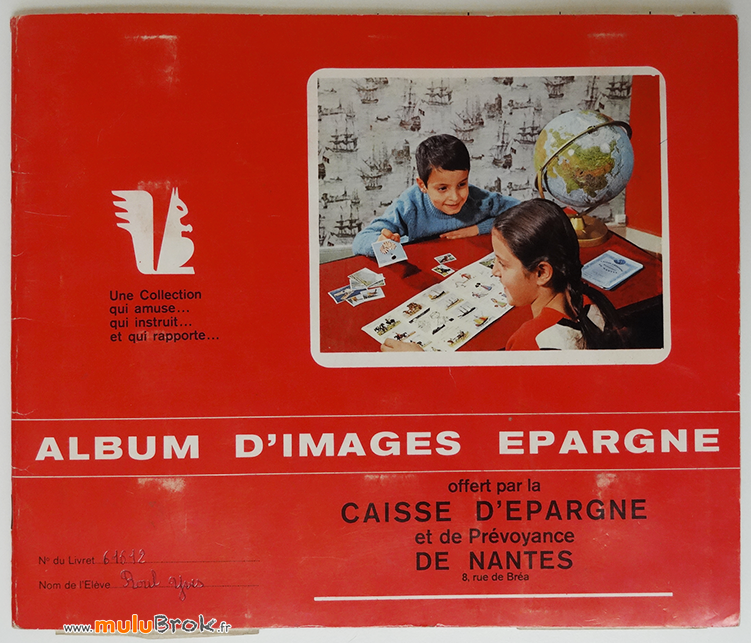 Une Collection
qui amuse...
qui instruit...
et qui rapporte...
ALBUM D'IMAGES EPARGNE
offert par la
CAISSE D'EPARGNE
et de Prévoyance
DE NANTES
8, rue de Bréa
N° du Livret 61612
Nom de l'Elève Yves
www.muluBrok.fr